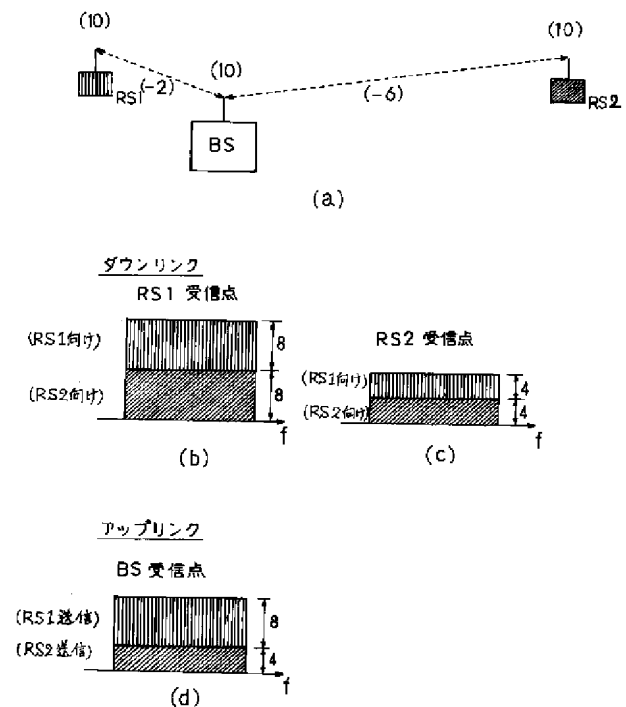 (10)
(10)
(10)
(-2)
(-6)
RS1
RS2
BS
(a)
ダウンリンク
RS1 受信点
(RS1向け)
8
(RS2向け)
8
f
(b)
RS2 受信点
(RS1向け)
4
(RS2向け)
4
f
(c)
アップリンク
BS 受信点
(RS1送信)
8
(RS2送信)
4
f
(d)